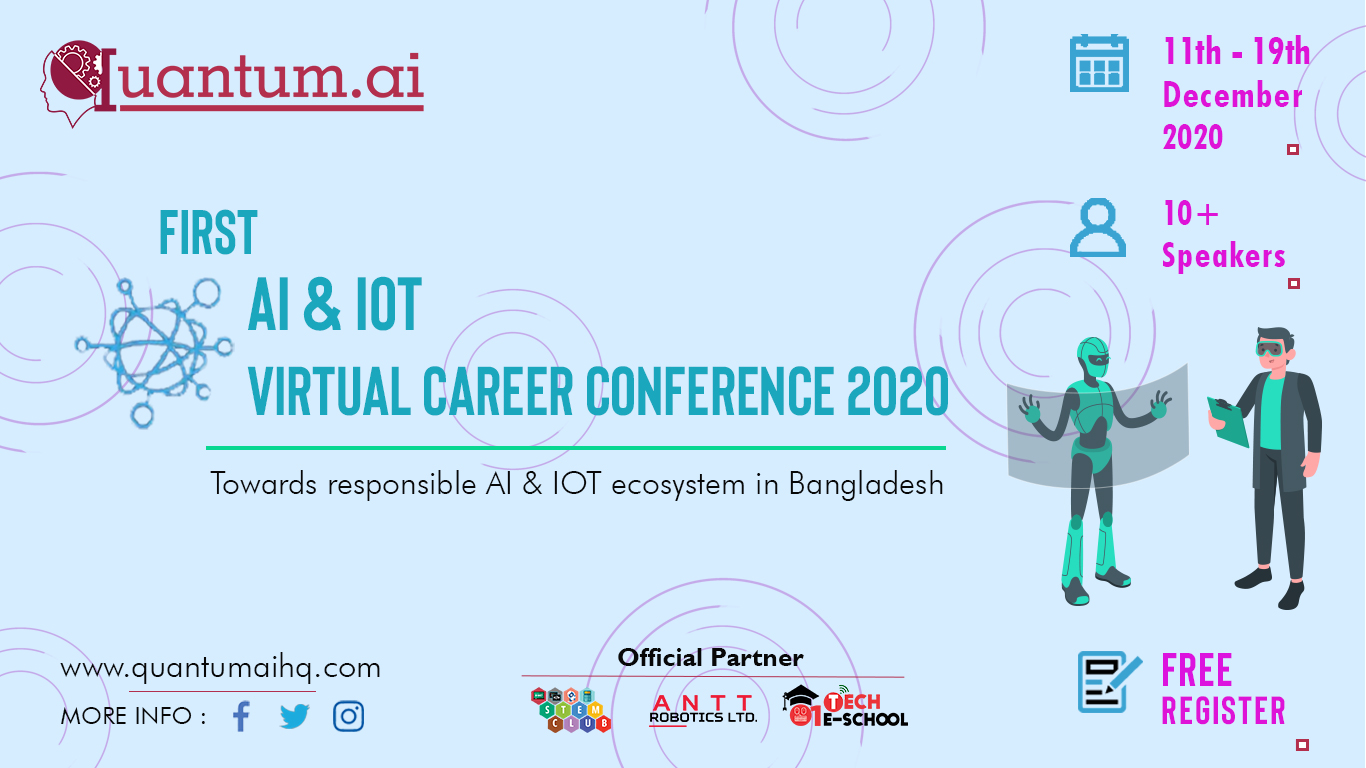 Quantum.ai
11th - 19th
December
2020
10+
Speakers
FIRST
AI & IOT
VIRTUAL CAREER CONFERENCE 2020
Towards responsible AI & IOT ecosystem in Bangladesh
www.quantumaihq.com
MORE INFO :
Official Partner
STEM
CLUB
ANTT
ROBOTICS LTD.
1TECH
E-SCHOOL
FREE
REGISTER